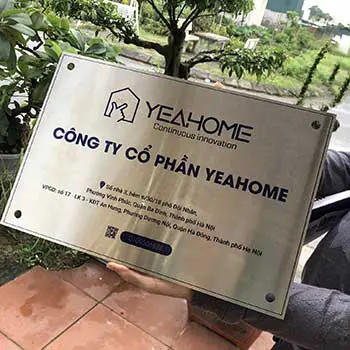 YEAHOME
Continuous innovation
CÔNG TY CỔ PHẦN YEAHOME
Số nhà 3, hẻm 6/30/18 phố Đội Nhân,
Phường Vĩnh Phúc, Quận Ba Đình, Thành phố Hà Nội
VPGD: số 17 - LK 3 - KĐT An Hưng, Phường Dương Nội, Quận Hà Đông, Thành phố Hà Nội